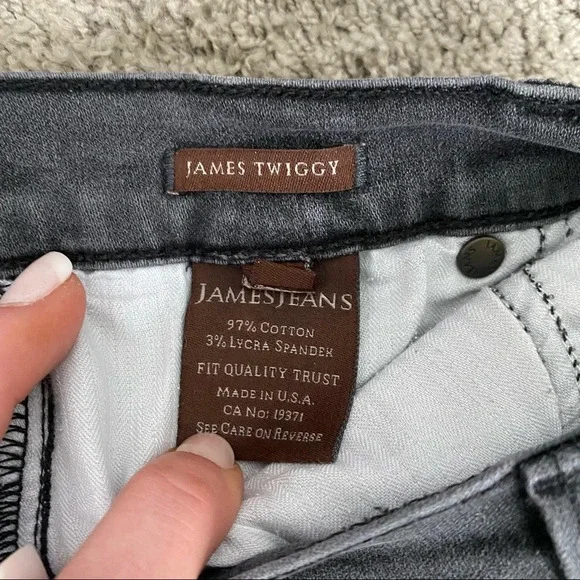 JAMES TWIGGY
JAMESJEANS
97% COTTON
3% LYCRA SPANDEX
FIT QUALITY TRUST
MADE IN U.S.A.
CA NO: 19371
SEE CARE ON REVERSE